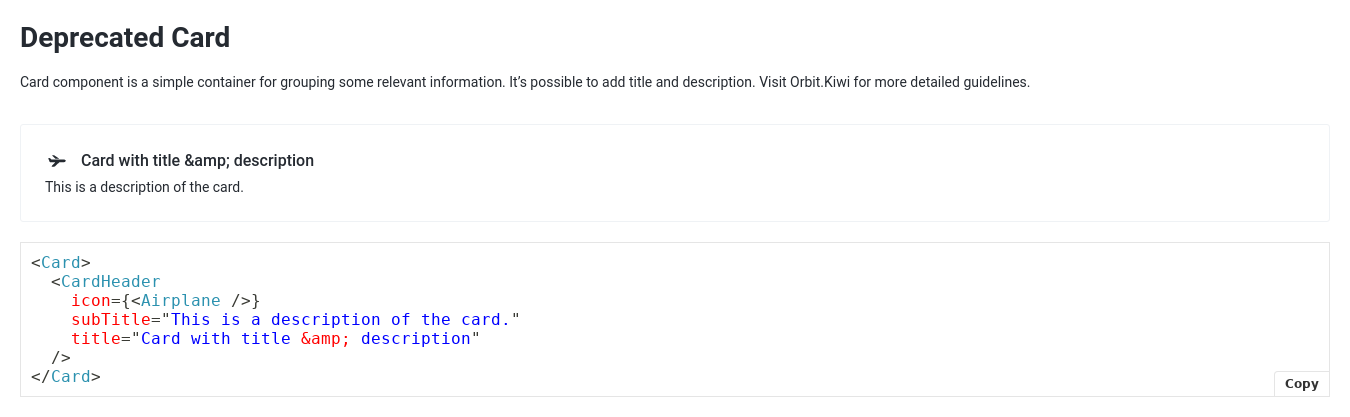 Deprecated Card
Card component is a simple container for grouping some relevant information. It’s possible to add title and description. Visit Orbit.Kiwi for more detailed guidelines.
Card with title &amp; description
This is a description of the card.
<Card>
  <CardHeader
    icon={<Airplane />}
    subTitle="This is a description of the card."
    title="Card with title &amp; description"
  />
</Card>
Copy